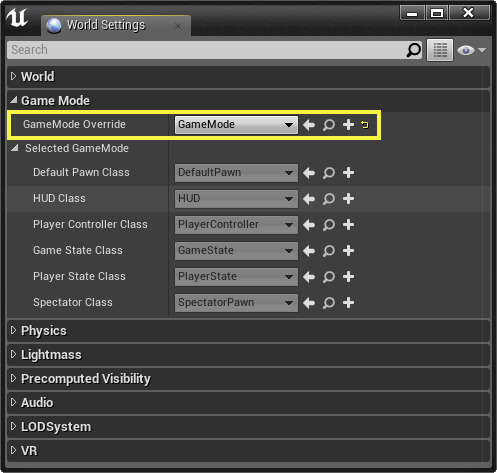 World Settings
Search
World
Game Mode
GameMode Override GameMode
Selected GameMode
Default Pawn Class DefaultPawn
HUD Class HUD
Player Controller Class PlayerController
Game State Class GameState
Player State Class PlayerState
Spectator Class SpectatorPawn
Physics
Lightmass
Precomputed Visibility
Audio
LODSystem
VR